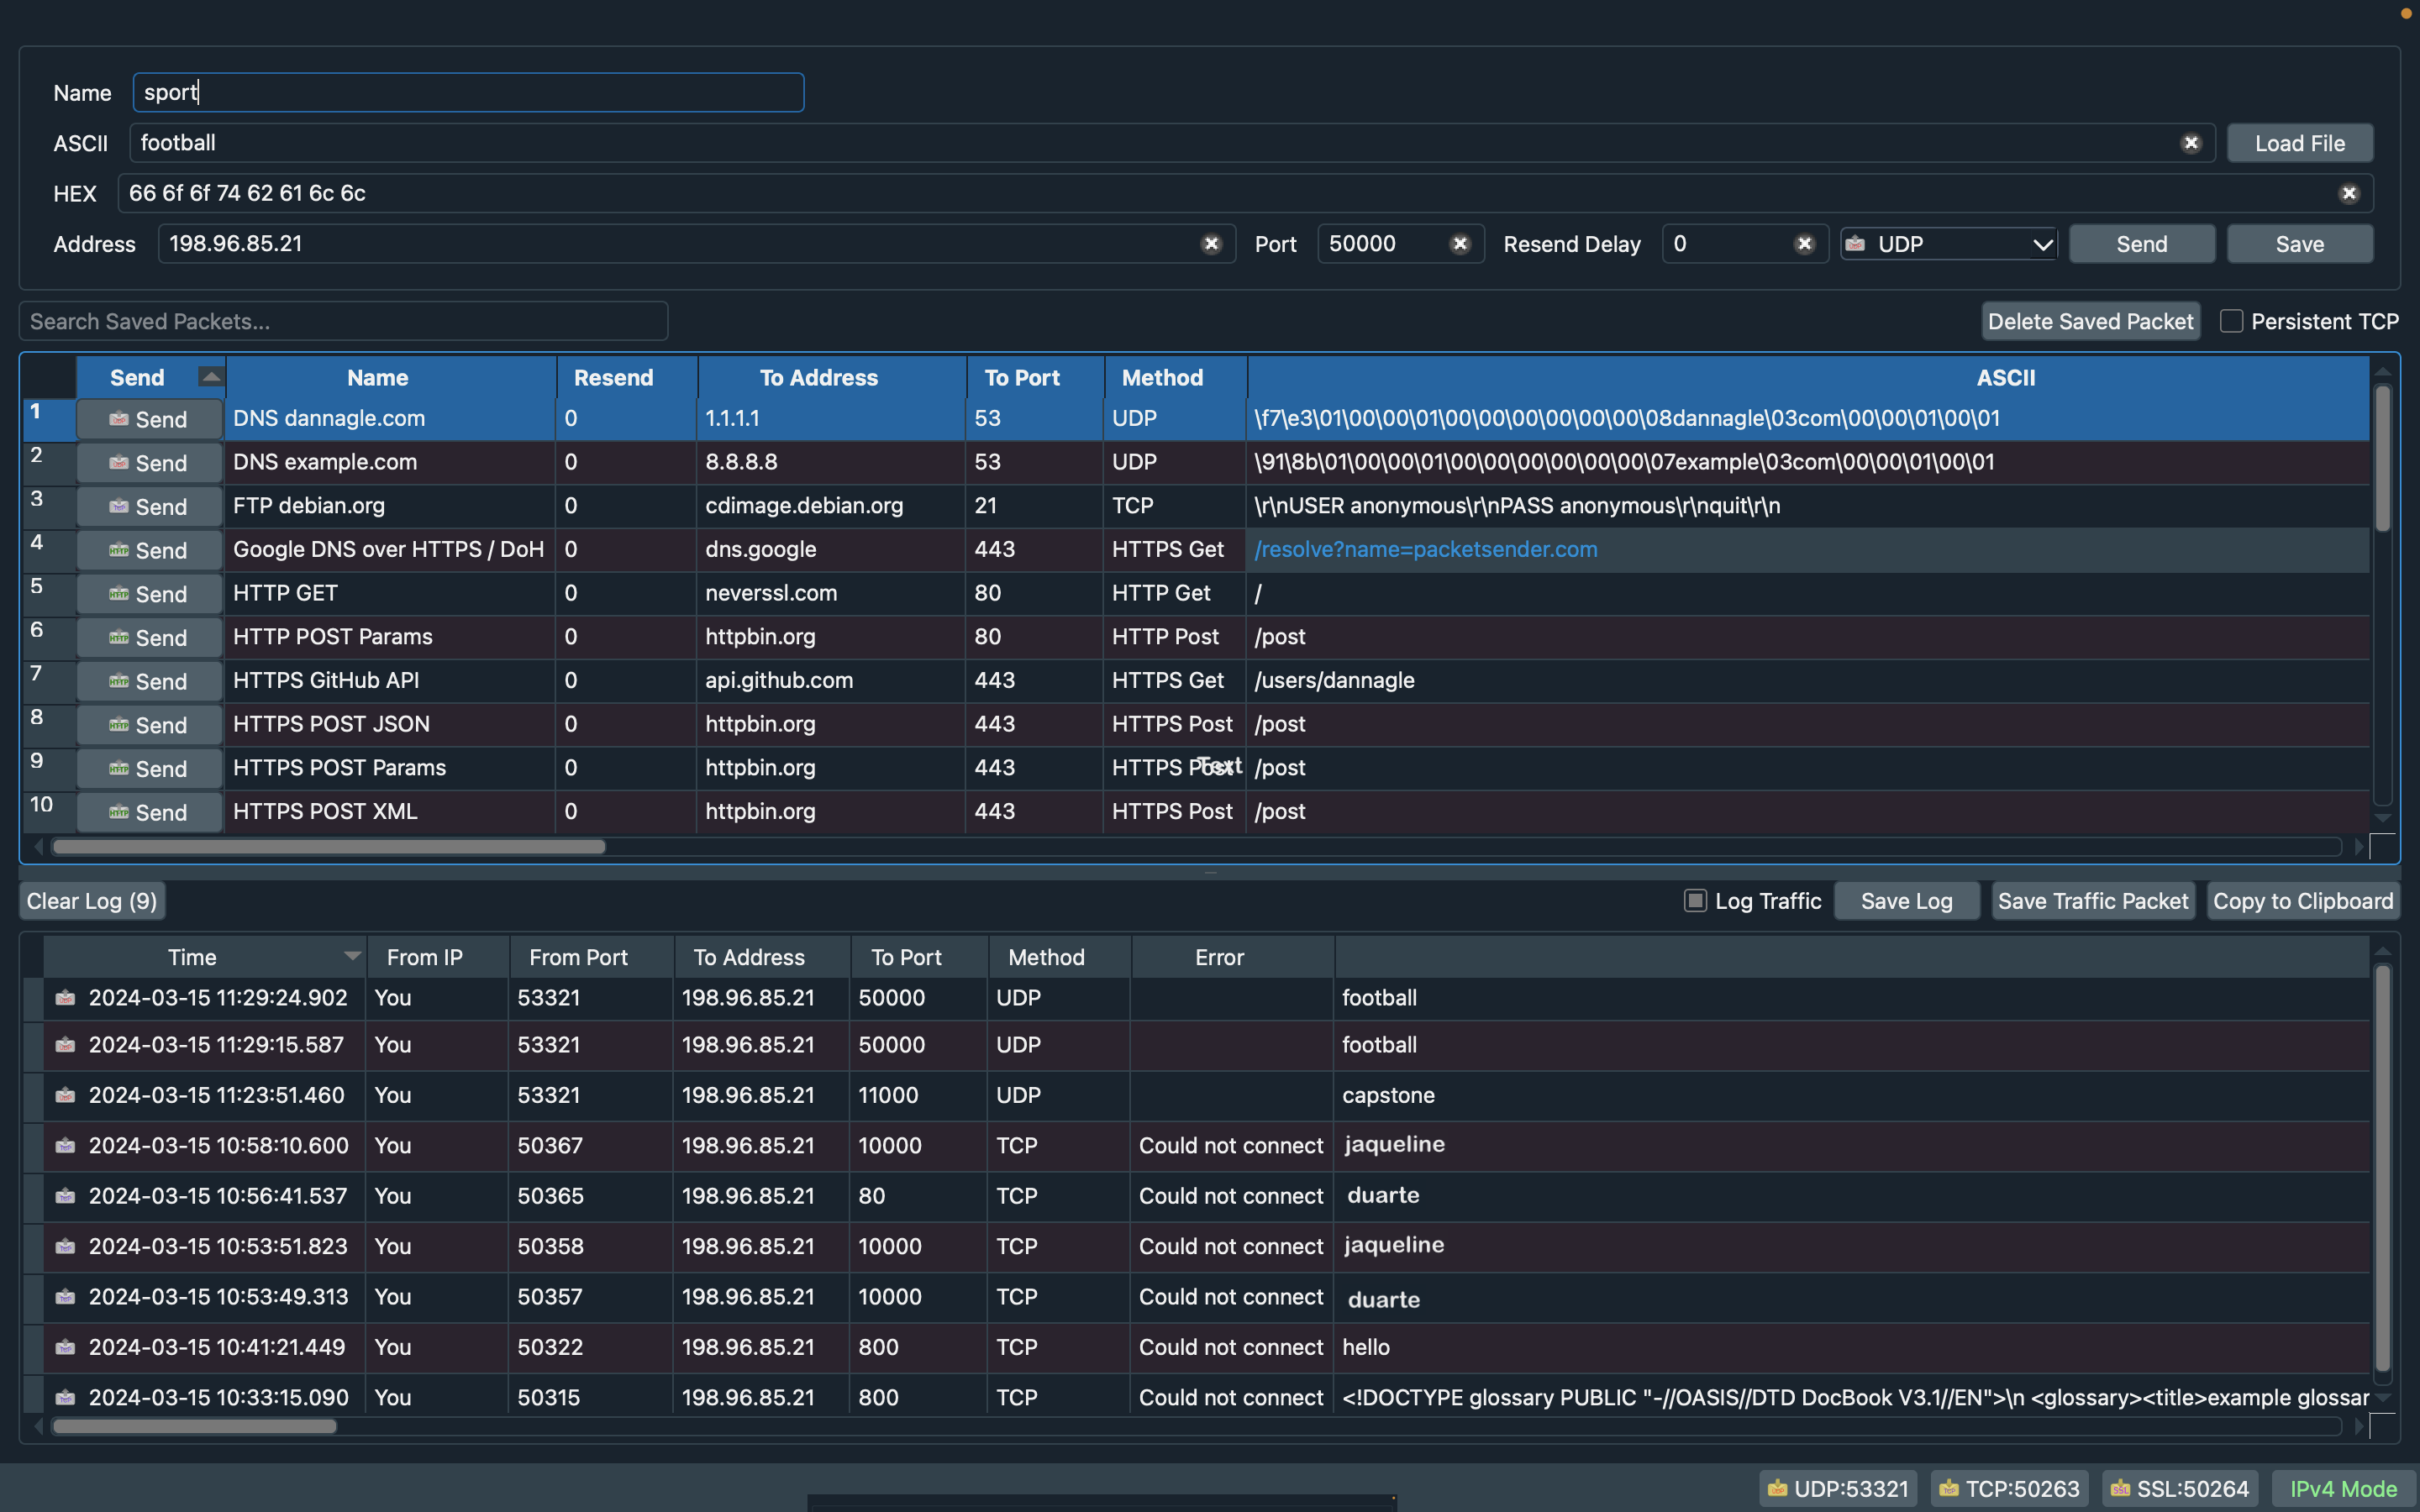 Name sport
ASCII football Load File
HEX 66 6f 6f 74 62 61 6c 6c
Address 198.96.85.21 Port 50000 Resend Delay 0 UDP Send Save
Search Saved Packets... Delete Saved Packet Persistent TCP
Send Name Resend To Address To Port Method ASCII
1 Send DNS dannagle.com 0 1.1.1.1 53 UDP \f7\e3\01\00\00\01\00\00\00\00\00\00\08dannagle\03com\00\00\01\00\01
2 Send DNS example.com 0 8.8.8.8 53 UDP \91\8b\01\00\00\01\00\00\00\00\00\00\07example\03com\00\00\01\00\01
3 Send FTP debian.org 0 cdimage.debian.org 21 TCP \r\nUSER anonymous\r\nPASS anonymous\r\nquit\r\n
4 Send Google DNS over HTTPS / DoH 0 dns.google 443 HTTPS Get /resolve?name=packetsender.com
5 Send HTTP GET 0 neverssl.com 80 HTTP Get /
6 Send HTTP POST Params 0 httpbin.org 80 HTTP Post /post
7 Send HTTPS GitHub API 0 api.github.com 443 HTTPS Get /users/dannagle
8 Send HTTPS POST JSON 0 httpbin.org 443 HTTPS Post /post
9 Send HTTPS POST Params 0 httpbin.org 443 HTTPS Post Text /post
10 Send HTTPS POST XML 0 httpbin.org 443 HTTPS Post /post
Clear Log (9) Log Traffic Save Log Save Traffic Packet Copy to Clipboard
Time From IP From Port To Address To Port Method Error
2024-03-15 11:29:24.902 You 53321 198.96.85.21 50000 UDP football
2024-03-15 11:29:15.587 You 53321 198.96.85.21 50000 UDP football
2024-03-15 11:23:51.460 You 53321 198.96.85.21 11000 UDP capstone
2024-03-15 10:58:10.600 You 50367 198.96.85.21 10000 TCP Could not connect jaqueline
2024-03-15 10:56:41.537 You 50365 198.96.85.21 80 TCP Could not connect duarte
2024-03-15 10:53:51.823 You 50358 198.96.85.21 10000 TCP Could not connect jaqueline
2024-03-15 10:53:49.313 You 50357 198.96.85.21 10000 TCP Could not connect duarte
2024-03-15 10:41:21.449 You 50322 198.96.85.21 800 TCP Could not connect hello
2024-03-15 10:33:15.090 You 50315 198.96.85.21 800 TCP Could not connect <!DOCTYPE glossary PUBLIC "-//OASIS//DTD DocBook V3.1//EN">\n <glossary><title>example glossar
UDP:53321 TCP:50263 SSL:50264 IPv4 Mode